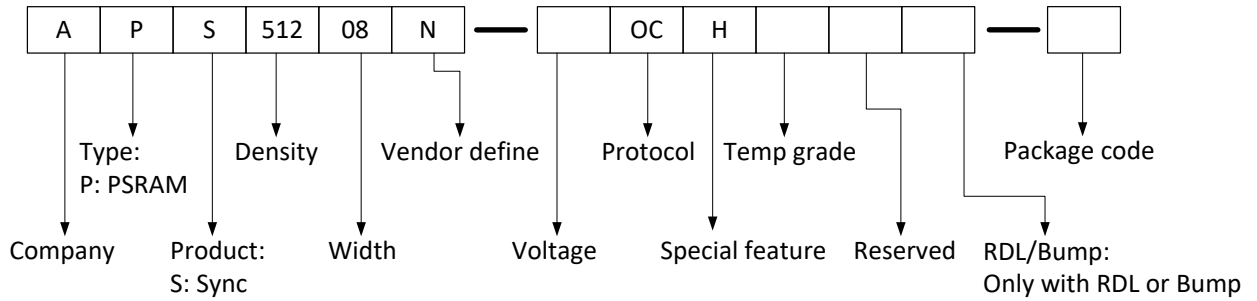 A P S 512 08 N — OC H —
Type: Density Vendor define Protocol Temp grade Package code
P: PSRAM
Company Product: Width Voltage Special feature Reserved RDL/Bump:
S: Sync Only with RDL or Bump